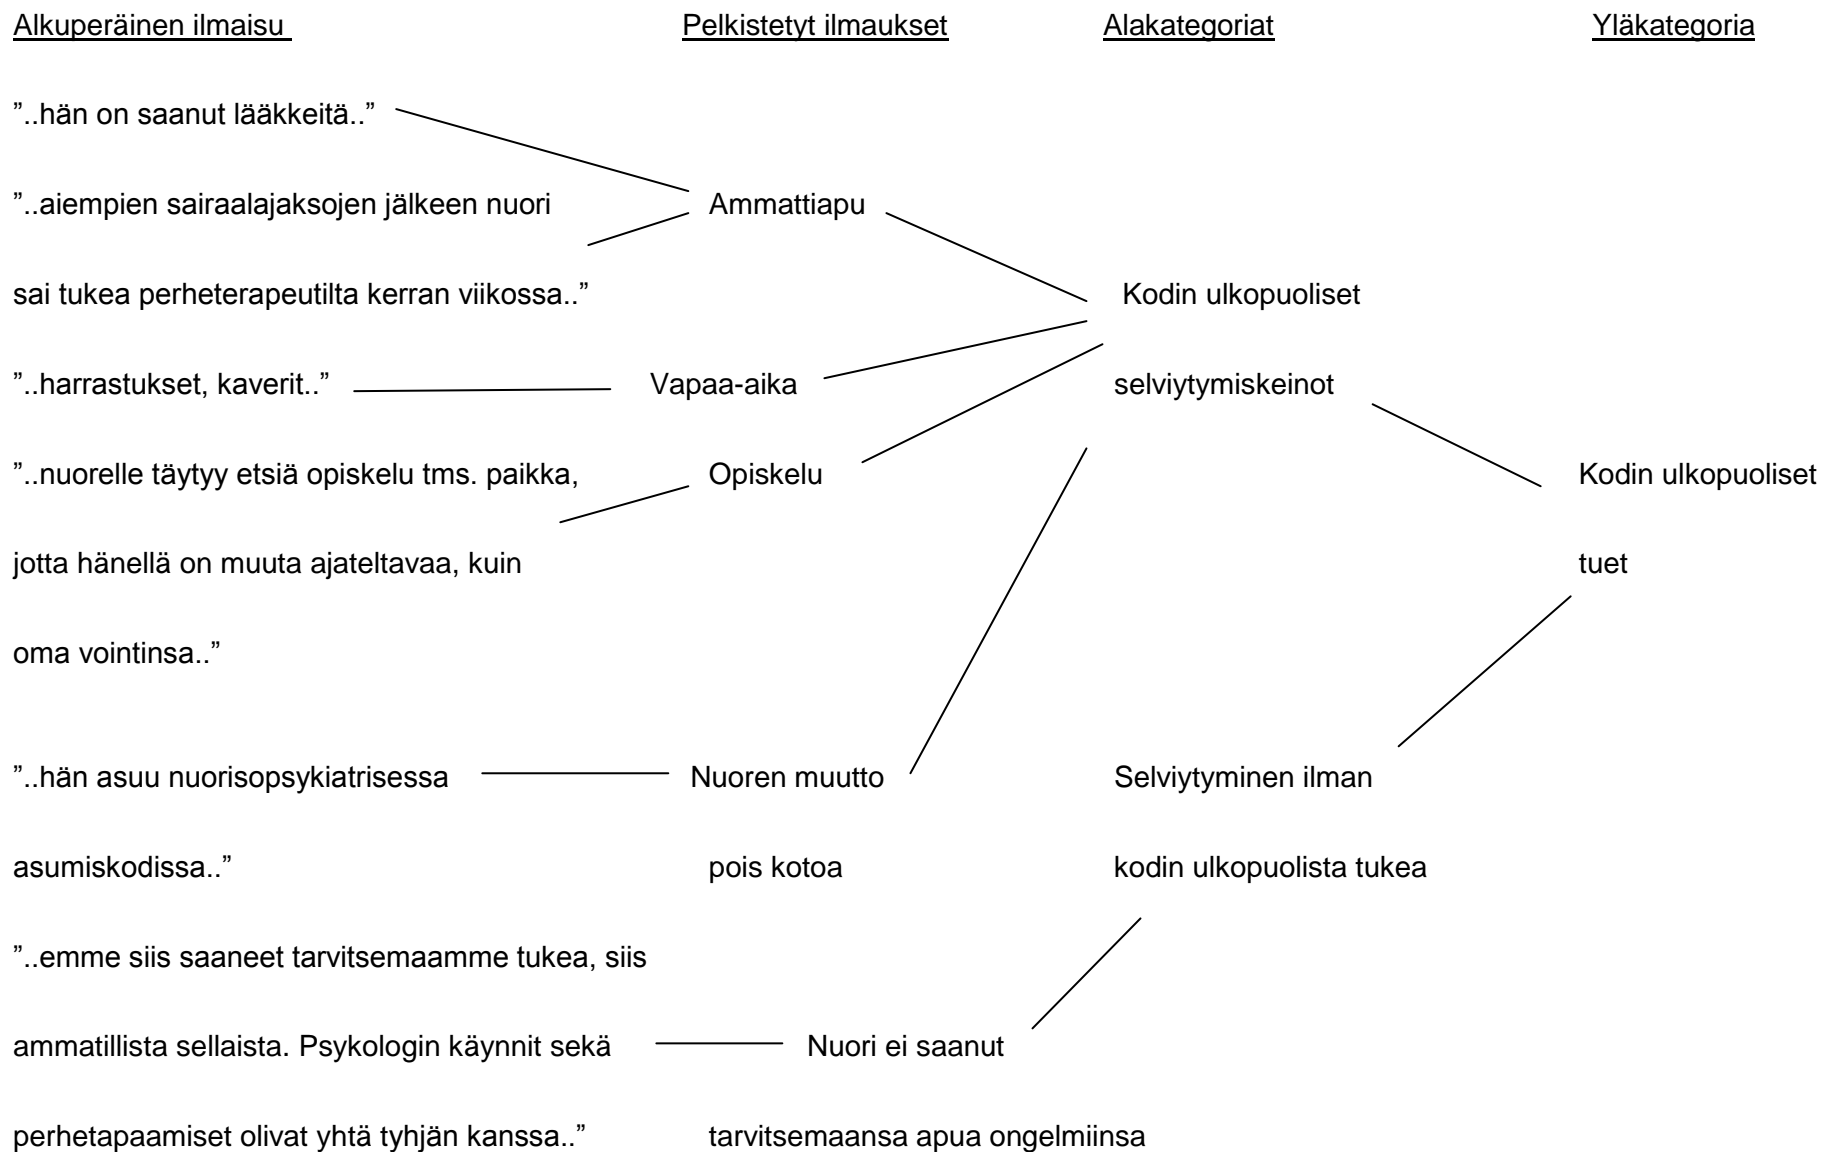 Alkuperäinen ilmaisu Pelkistetyt ilmaukset Alakategoriat Yläkategoria
”..hän on saanut lääkkeitä..”
”..aiempien sairaalajaksojen jälkeen nuori Ammattiapu
sai tukea perheterapeutilta kerran viikossa..” Kodin ulkopuoliset
”..harrastukset, kaverit..” Vapaa-aika selviytymiskeinot
”..nuorelle täytyy etsiä opiskelu tms. paikka, Opiskelu Kodin ulkopuoliset
jotta hänellä on muuta ajateltavaa, kuin tuet
oma vointinsa..”
”..hän asuu nuorisopsykiatrisessa Nuoren muutto Selviytyminen ilman
asumiskodissa..” pois kotoa kodin ulkopuolista tukea
”..emme siis saaneet tarvitsemaamme tukea, siis
ammatillista sellaista. Psykologin käynnit sekä Nuori ei saanut
perhetapaamiset olivat yhtä tyhjän kanssa..” tarvitsemaansa apua ongelmiinsa